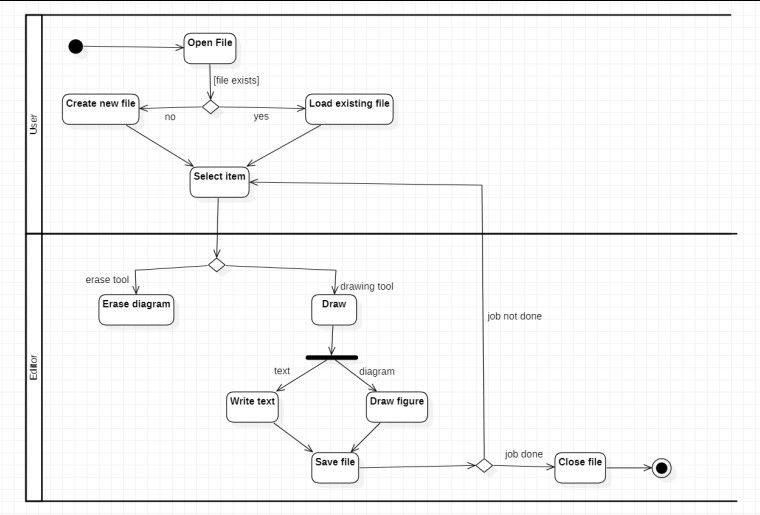 User
Open File
[file exists]
Create new file
no
yes
Load existing file
Select item
Editor
erase tool
drawing tool
Erase diagram
Draw
job not done
text
diagram
Write text
Draw figure
Save file
job done
Close file